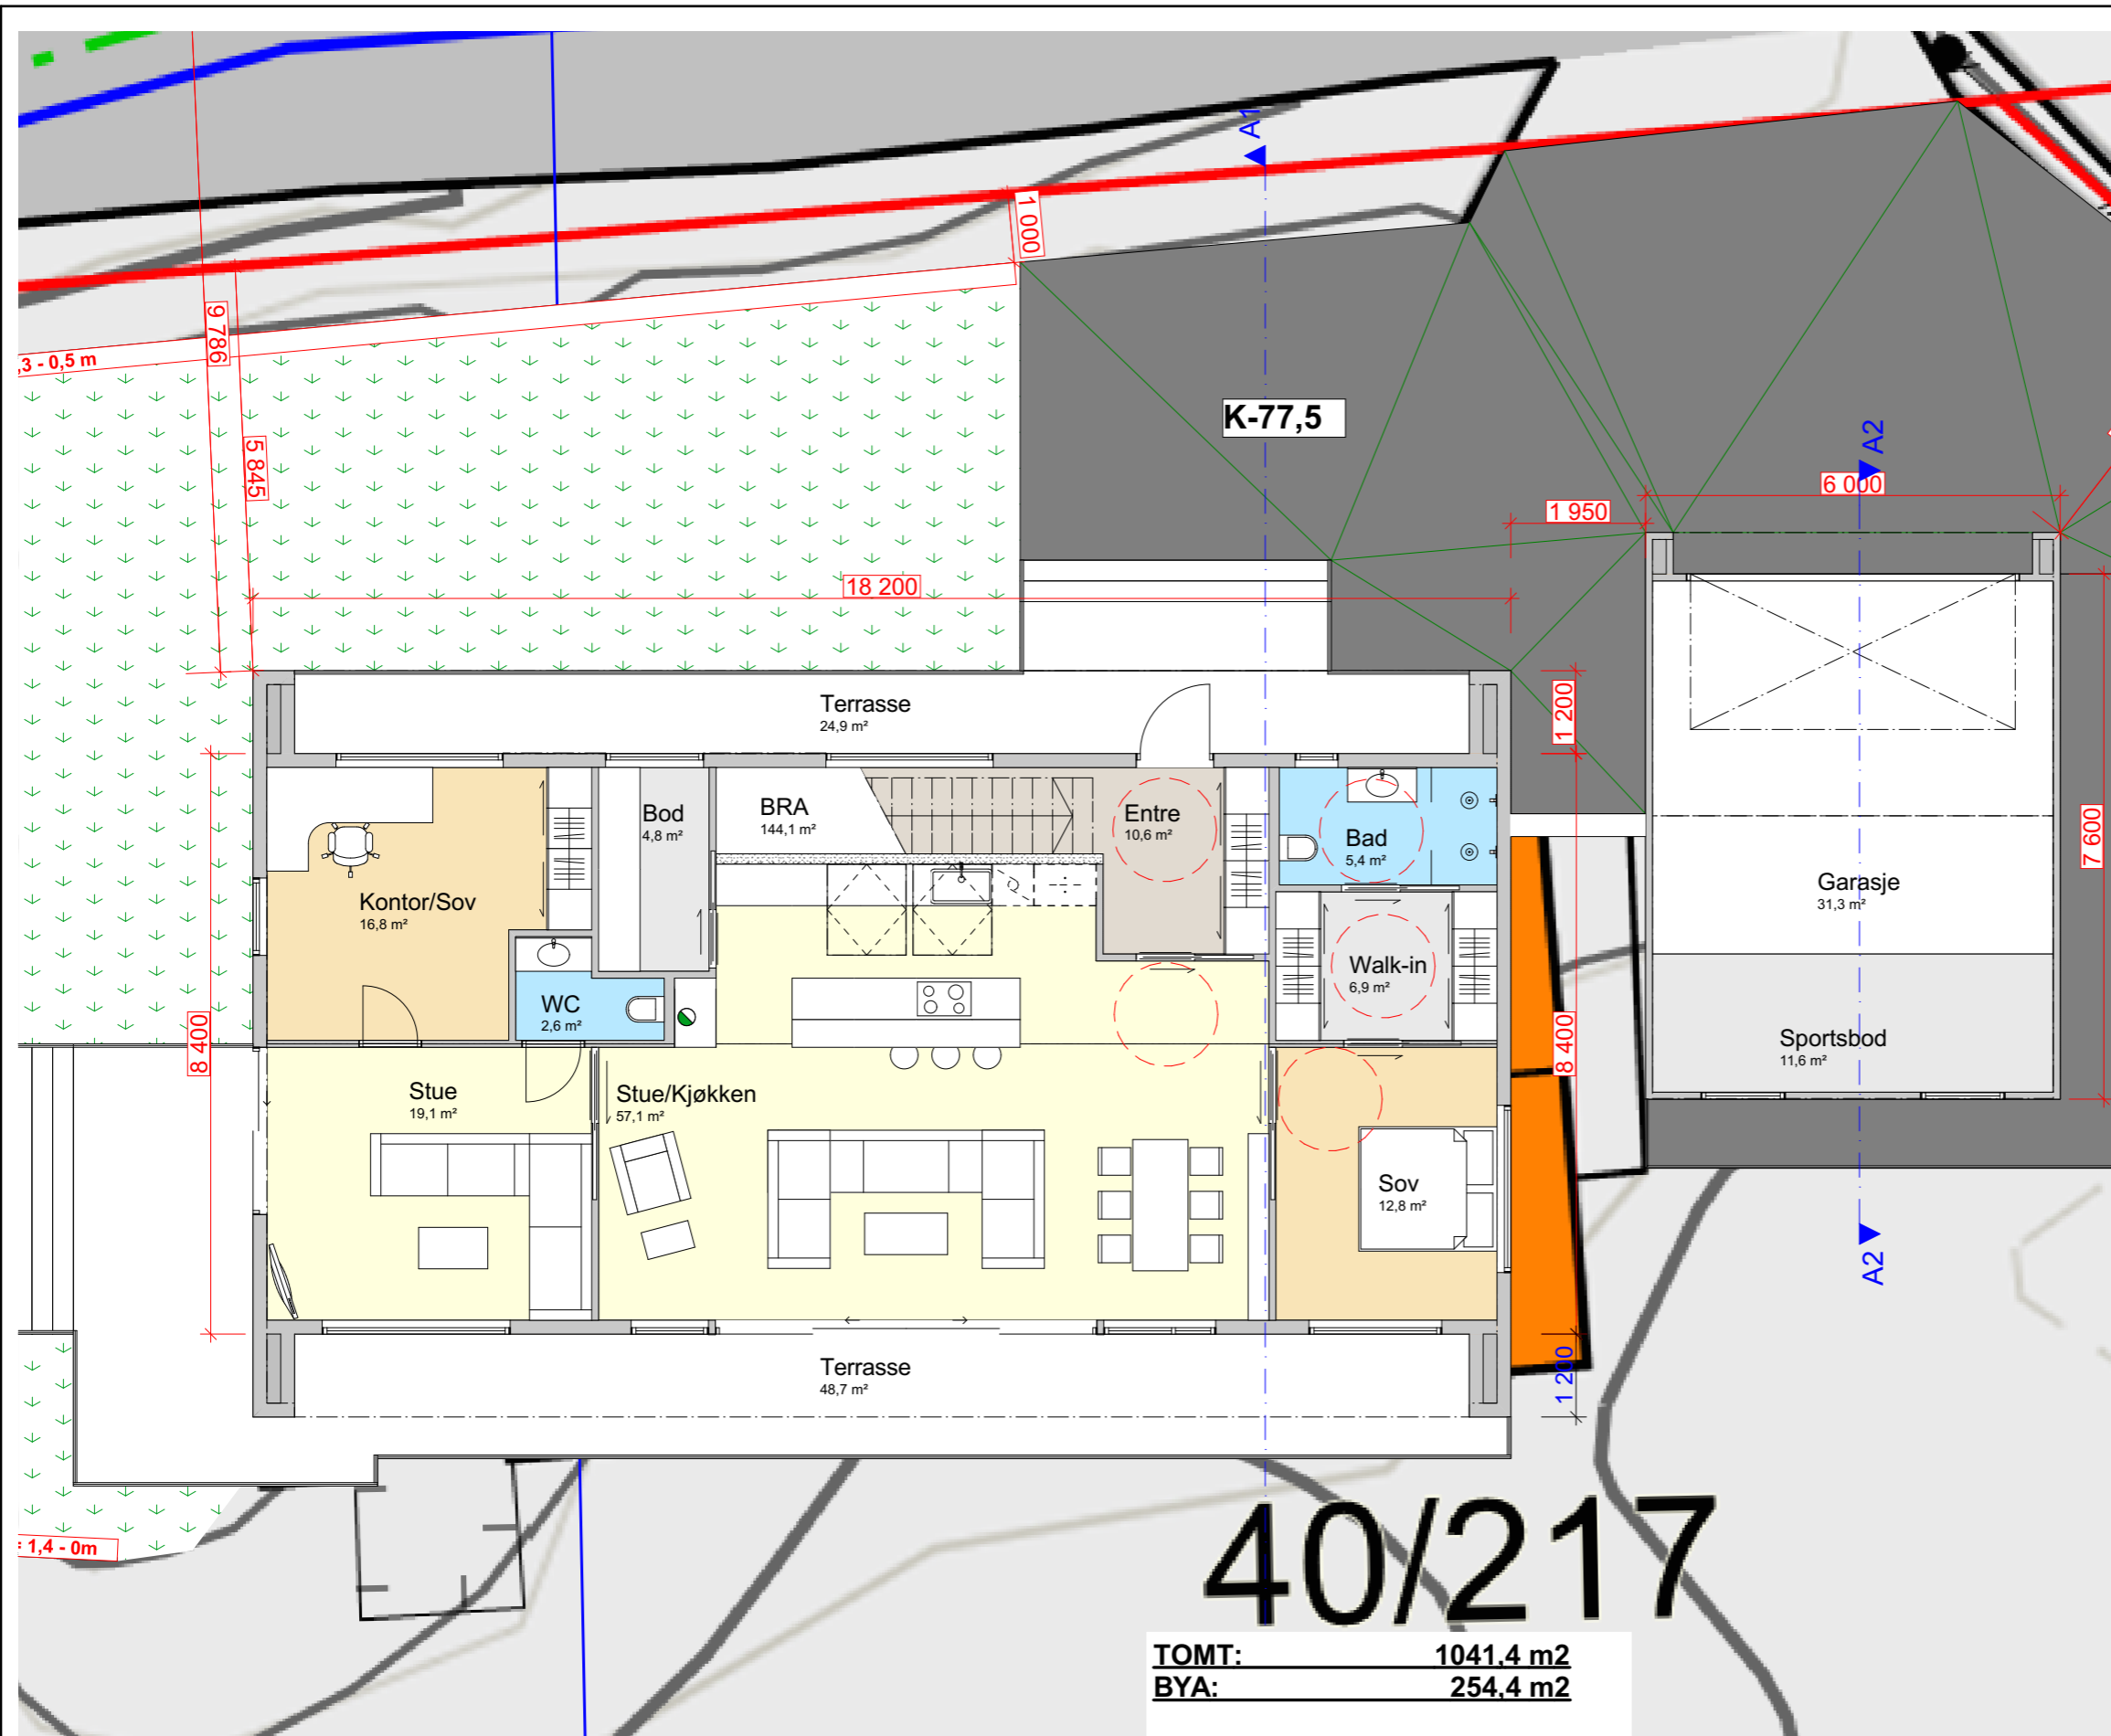 A1
1 000
9 786
,3 - 0,5 m
K-77,5
5 845
A2
6 000
1 950
18 200
Terrasse
24,9 m²
1 200
Bod
4,8 m²
BRA
144,1 m²
Entre
10,6 m²
Bad
5,4 m²
7 600
Kontor/Sov
16,8 m²
Garasje
31,3 m²
Walk-in
6,9 m²
WC
2,6 m²
8 400
8 400
Sportsbod
11,6 m²
Stue
19,1 m²
Stue/Kjøkken
57,1 m²
Sov
12,8 m²
A2
Terrasse
48,7 m²
1 200
1,4 - 0m
40/217
TOMT: 1041,4 m2
BYA: 254,4 m2